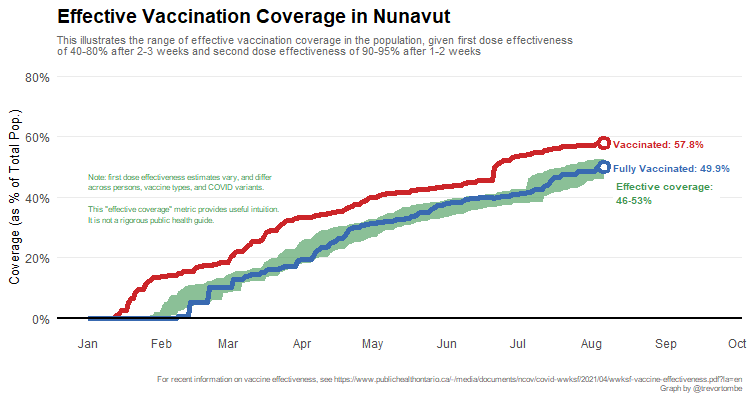 Effective Vaccination Coverage in Nunavut
This illustrates the range of effective vaccination coverage in the population, given first dose effectiveness
of 40-80% after 2-3 weeks and second dose effectiveness of 90-95% after 1-2 weeks
Coverage (as % of Total Pop.)
80%
60%
40%
20%
0%
Note: first dose effectiveness estimates vary, and differ
across persons, vaccine types, and COVID variants.
This "effective coverage" metric provides useful intuition.
It is not a rigorous public health guide.
Vaccinated: 57.8%
Fully Vaccinated: 49.9%
Effective coverage:
46-53%
Jan Feb Mar Apr May Jun Jul Aug Sep Oct
For recent information on vaccine effectiveness, see https://www.publichealthontario.ca/-/media/documents/ncov/covid-wwksf/2021/04/wwksf-vaccine-effectiveness.pdf?la=en
Graph by @trevortombe